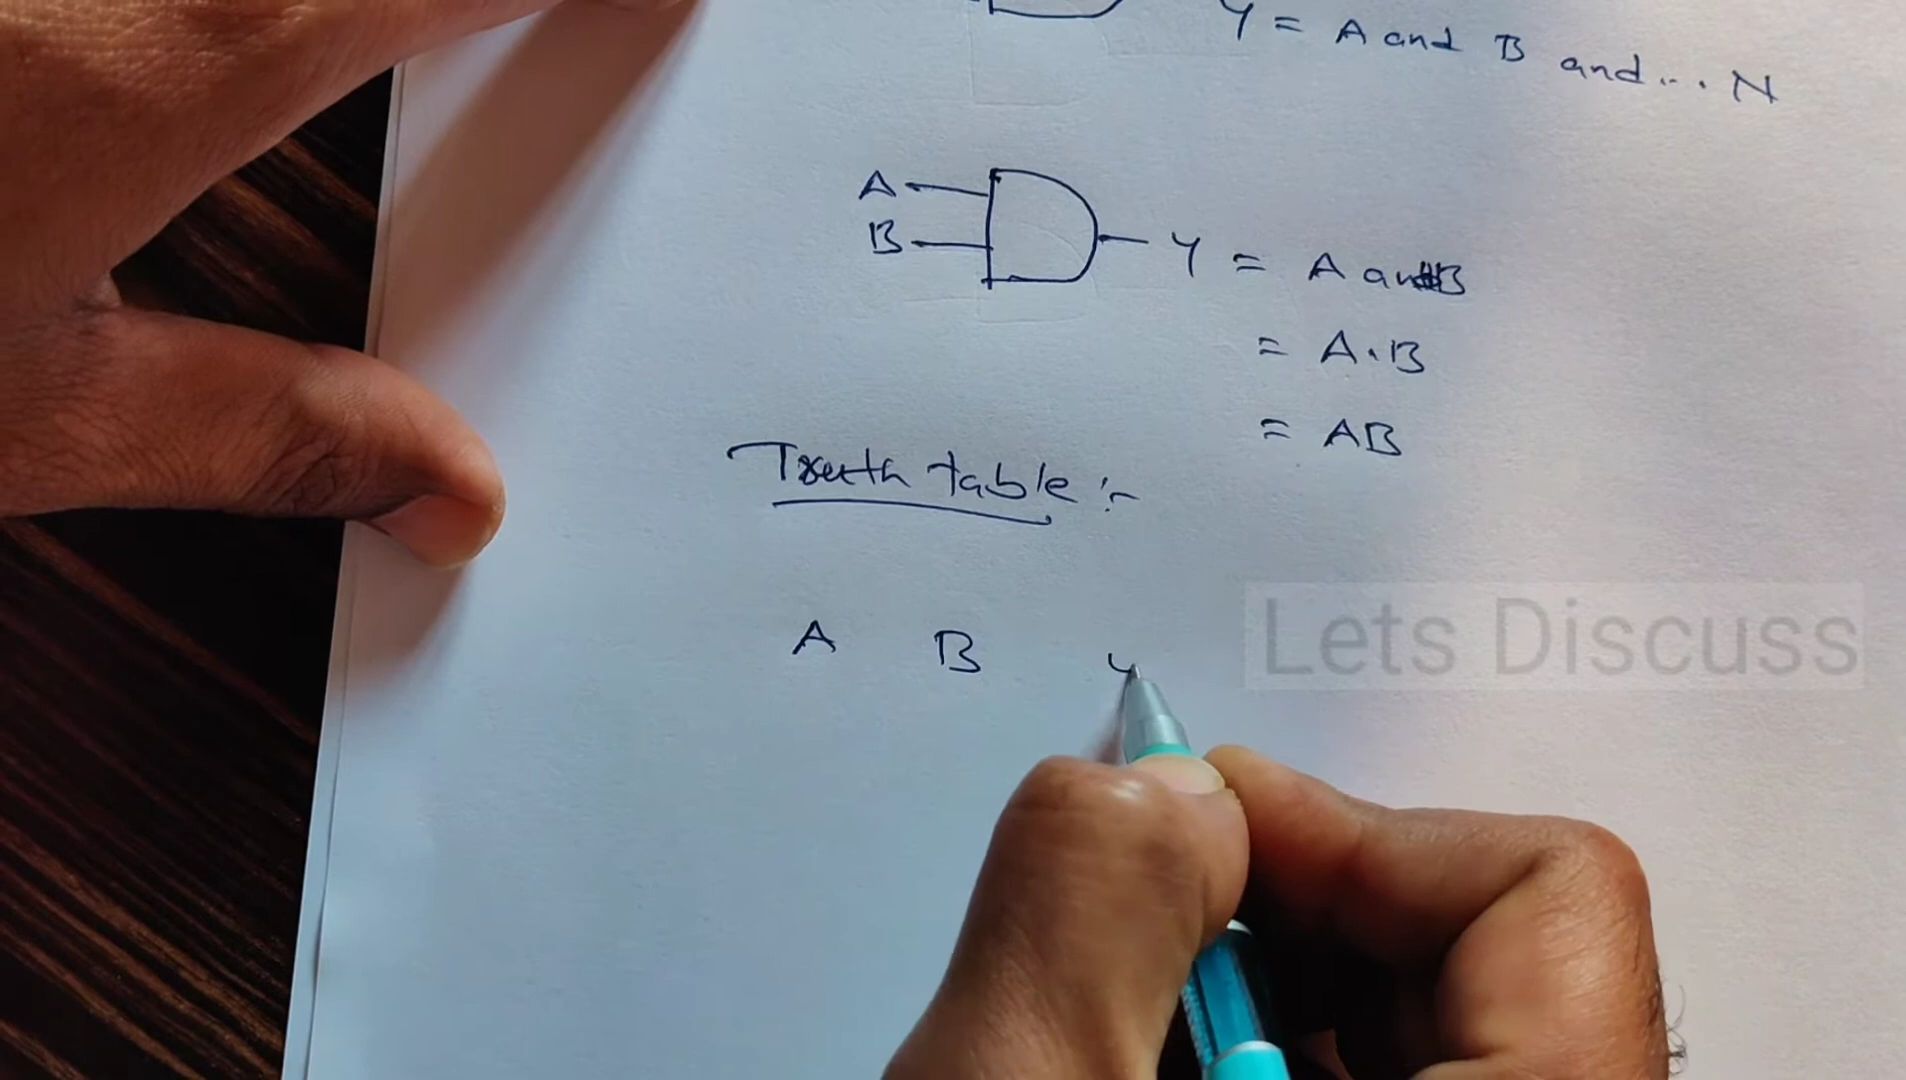 Y = A and B and... N
A
B
Y = A and B
= A.B
= AB
Truth table :-
A B Y
Lets Discuss